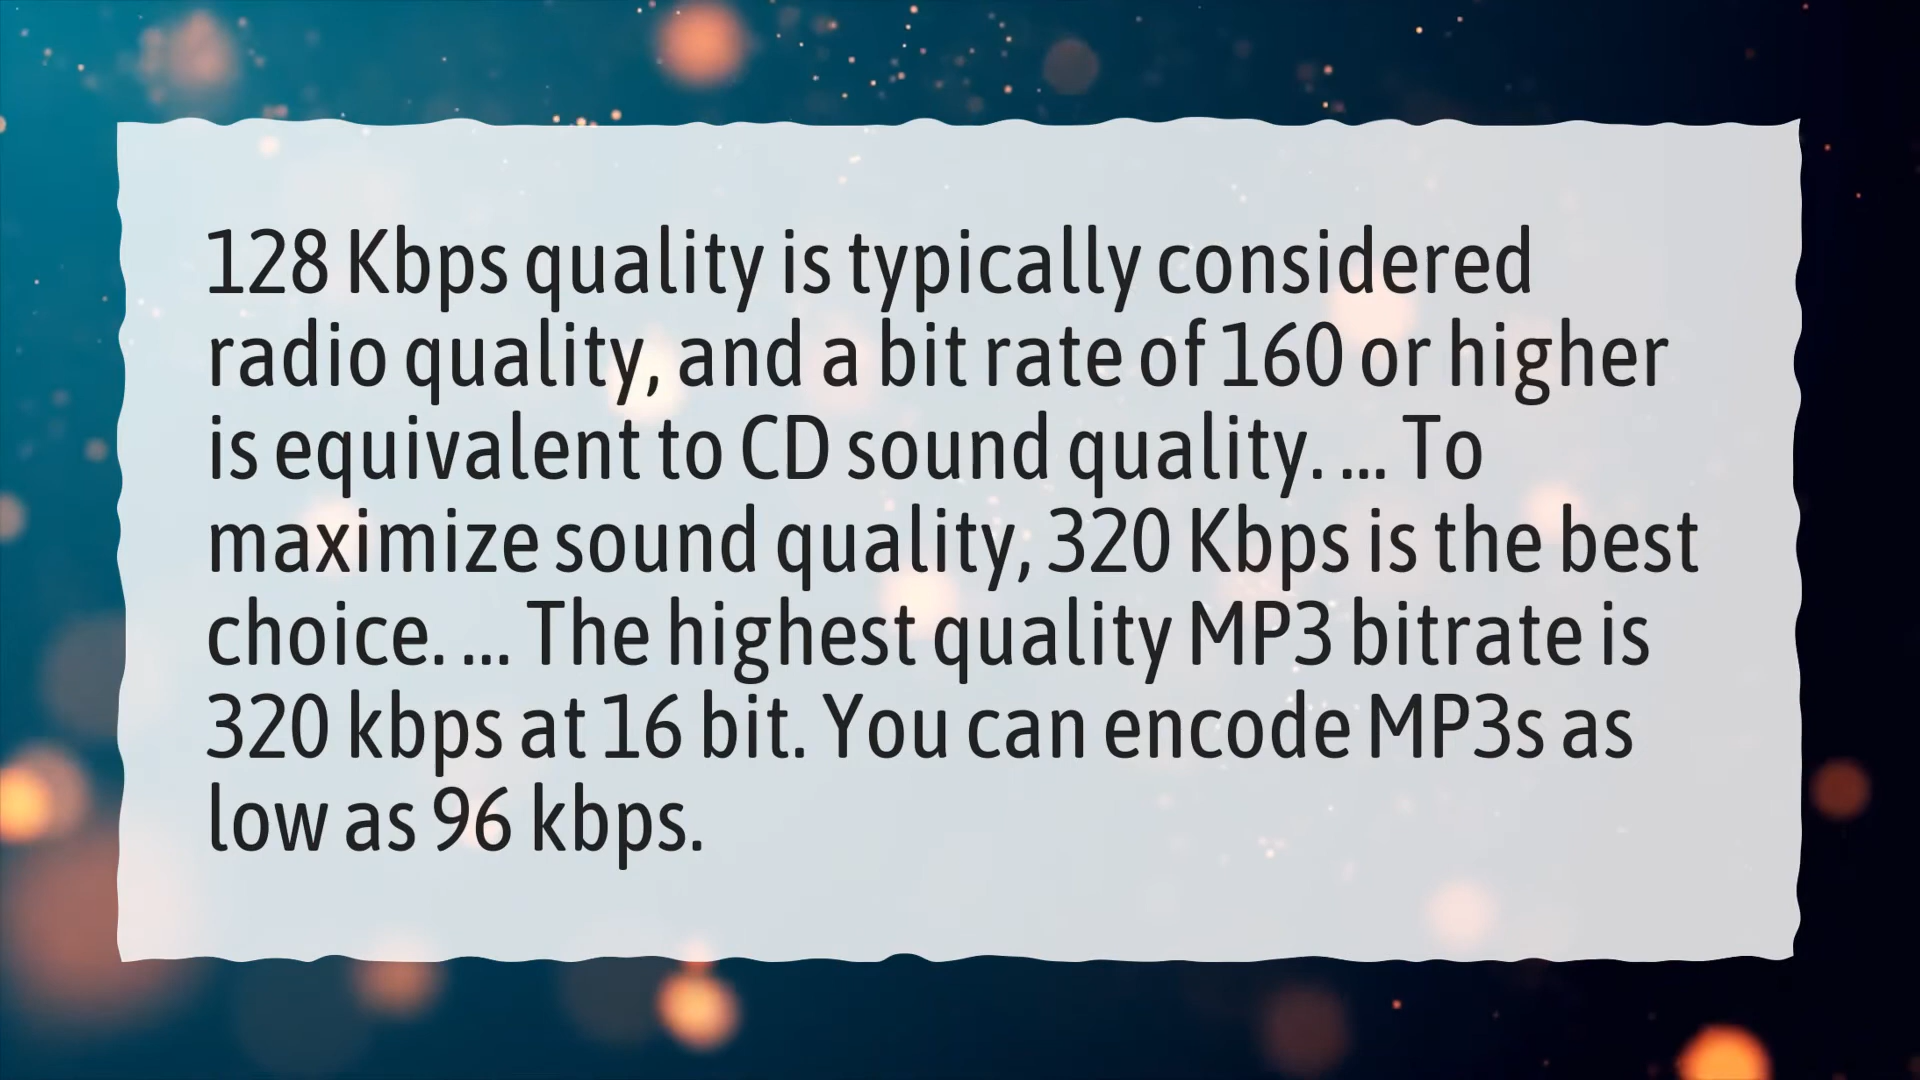 128 Kbps quality is typically considered
radio quality, and a bit rate of 160 or higher
is equivalent to CD sound quality. ... To
maximize sound quality, 320 Kbps is the best
choice. ... The highest quality MP3 bitrate is
320 kbps at 16 bit. You can encode MP3s as
low as 96 kbps.